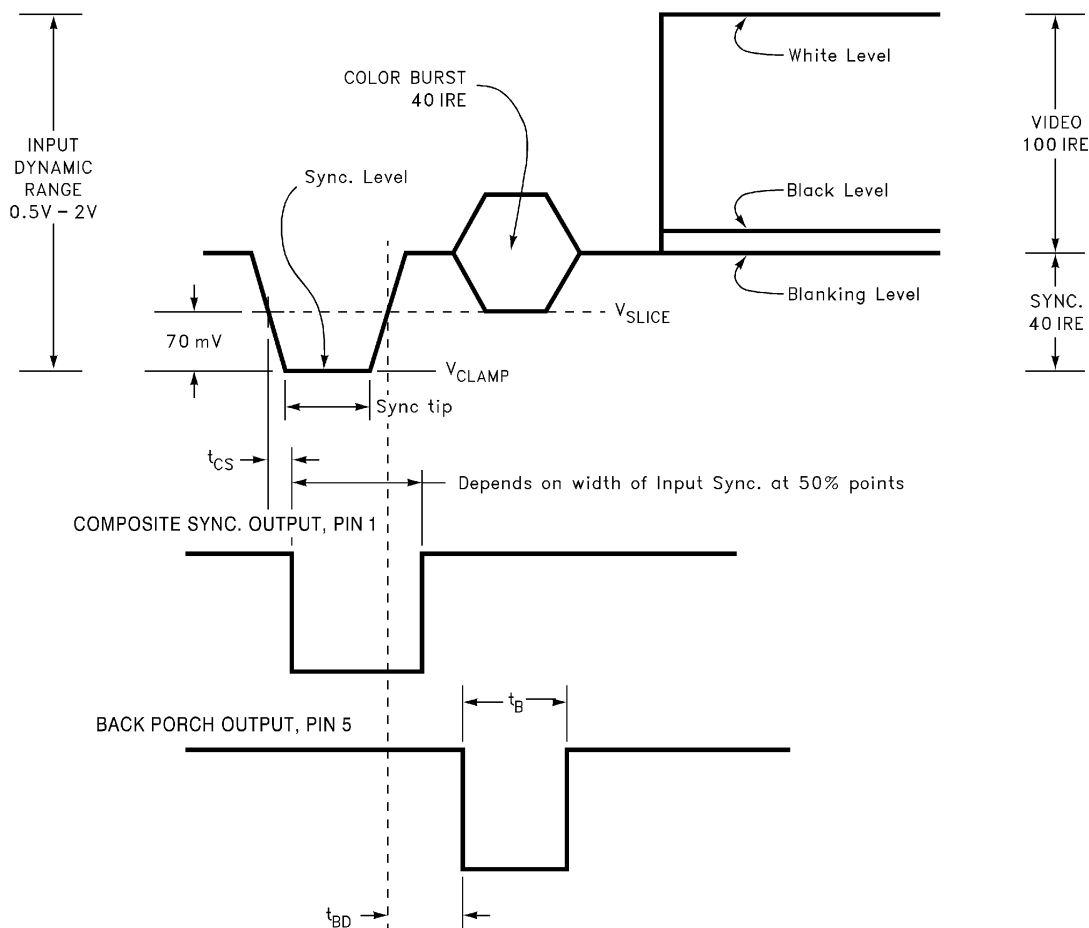 White Level
COLOR BURST
40 IRE
INPUT
DYNAMIC
RANGE
0.5V – 2V
VIDEO
100 IRE
Sync. Level
Black Level
Blanking Level
V_SLICE
SYNC.
40 IRE
70 mV
V_CLAMP
Sync tip
t_CS
Depends on width of Input Sync. at 50% points
COMPOSITE SYNC. OUTPUT, PIN 1
t_B
BACK PORCH OUTPUT, PIN 5
t_BD